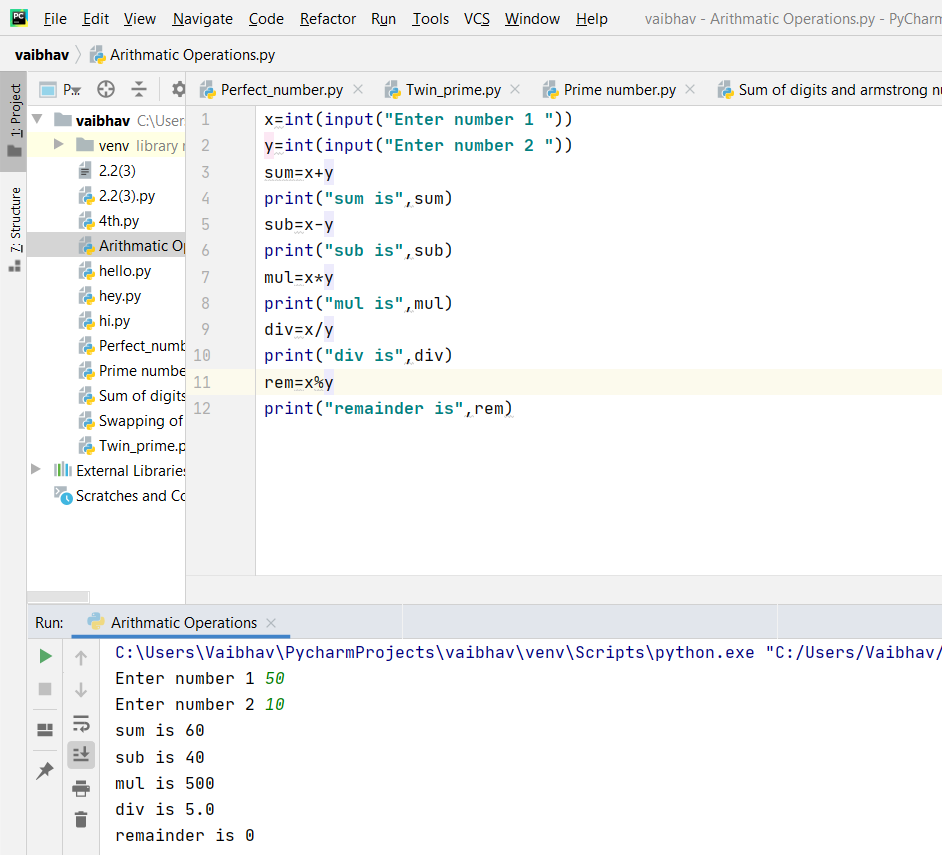 PC File Edit View Navigate Code Refactor Run Tools VCS Window Help vaibhav - Arithmatic Operations.py - PyCharm
vaibhav Arithmatic Operations.py
1: Project
7: Structure
P... Perfect_number.py Twin_prime.py Prime number.py Sum of digits and armstrong nu
vaibhav C:\User
venv library r
2.2(3)
2.2(3).py
4th.py
Arithmatic Op
hello.py
hey.py
hi.py
Perfect_numb
Prime numbe
Sum of digits
Swapping of
Twin_prime.p
External Libraries
Scratches and Co
1 x=int(input("Enter number 1 "))
2 y=int(input("Enter number 2 "))
3 sum=x+y
4 print("sum is",sum)
5 sub=x-y
6 print("sub is",sub)
7 mul=x*y
8 print("mul is",mul)
9 div=x/y
10 print("div is",div)
11 rem=x%y
12 print("remainder is",rem)
Run: Arithmatic Operations
C:\Users\Vaibhav\PycharmProjects\vaibhav\venv\Scripts\python.exe "C:/Users/Vaibhav/
Enter number 1 50
Enter number 2 10
sum is 60
sub is 40
mul is 500
div is 5.0
remainder is 0